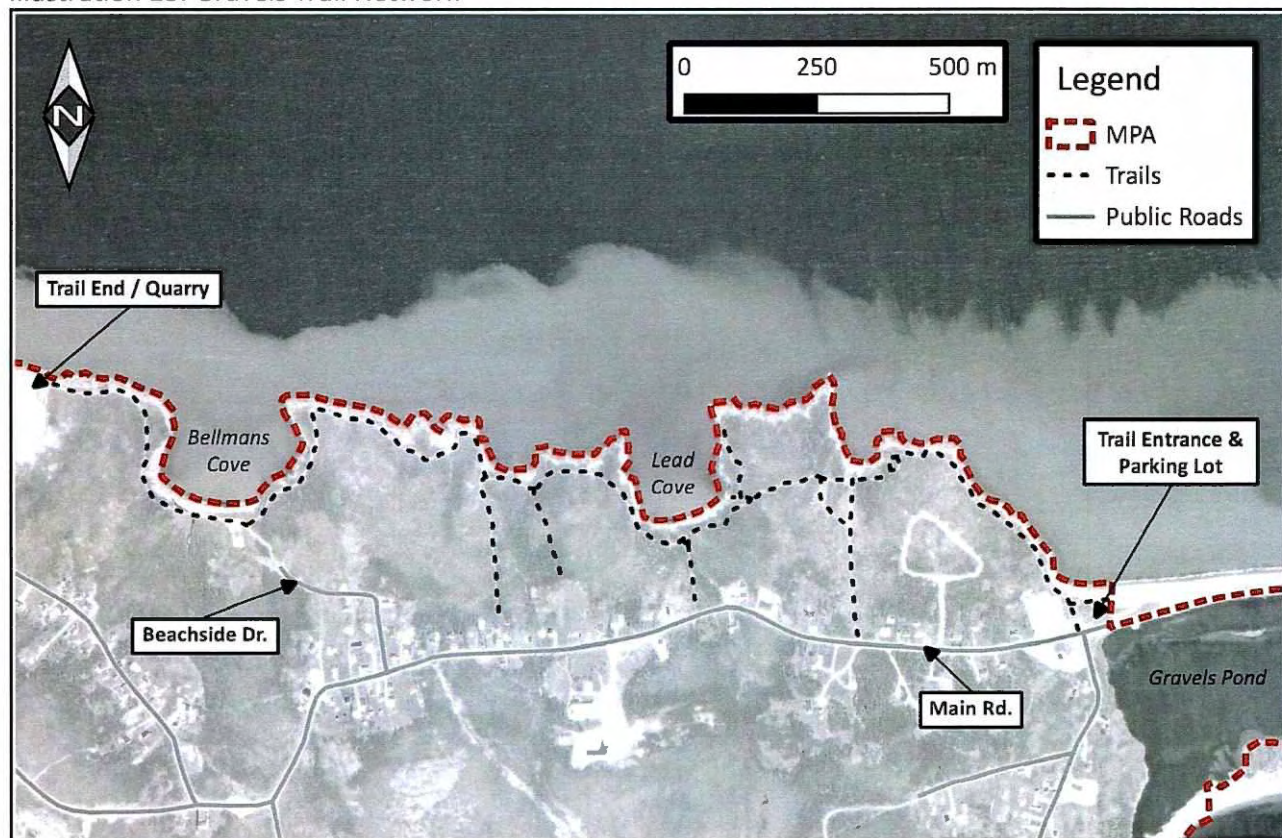 0 250 500 m
Legend
MPA
Trails
Public Roads
N
Trail End / Quarry
Bellmans
Cove
Lead
Cove
Trail Entrance &
Parking Lot
Beachside Dr.
Main Rd.
Gravels Pond